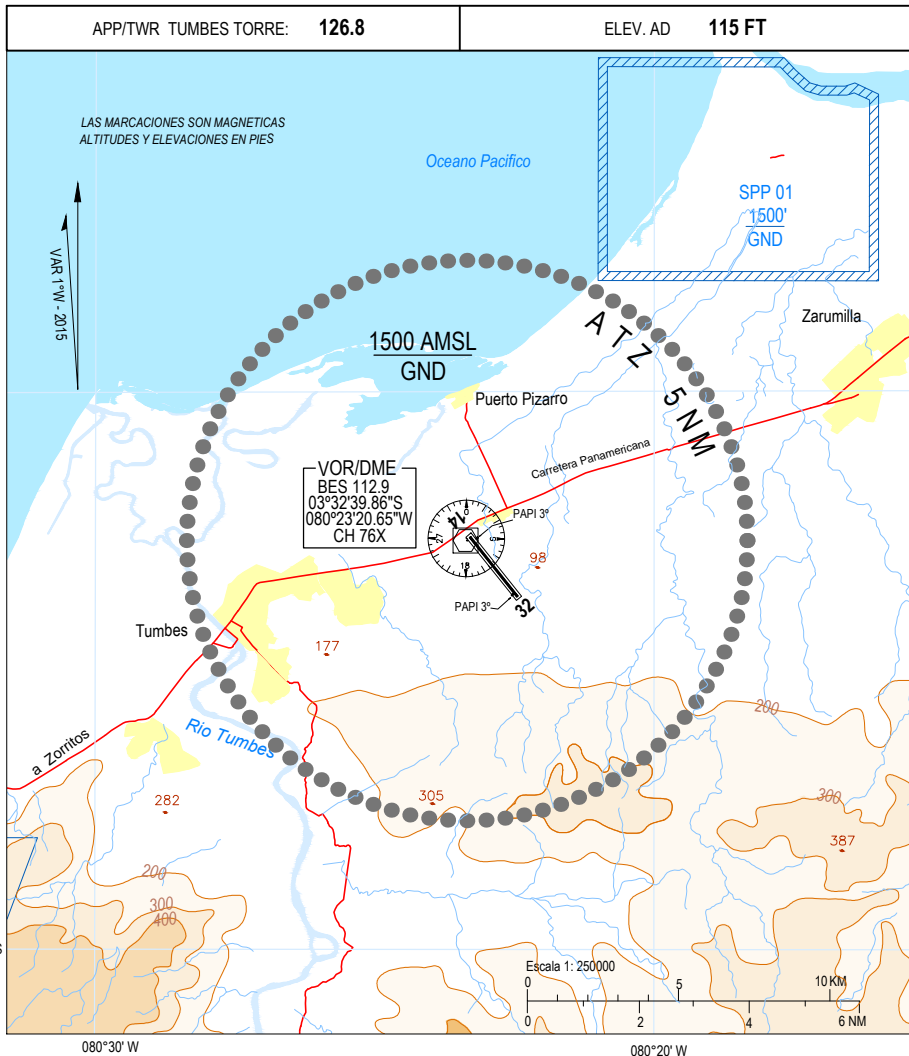 APP/TWR TUMBES TORRE: 126.8
ELEV. AD 115 FT
LAS MARCACIONES SON MAGNETICAS
ALTITUDES Y ELEVACIONES EN PIES
Oceano Pacifico
SPP 01
1500'
GND
VAR 1°W - 2015
Zarumilla
ATZ 5NM
1500 AMSL
GND
Puerto Pizarro
Carretera Panamericana
VOR/DME
BES 112.9
03°32'39.86"S
080°23'20.65"W
CH 76X
0
9
18
27
14
PAPI 3º
98
PAPI 3º
32
Tumbes
177
Rio Tumbes
a Zorritos
200
282
305
300
387
200
300
400
s
Escala 1: 250000
0 5 10 KM
0 2 4 6 NM
080° 30' W
080° 20' W